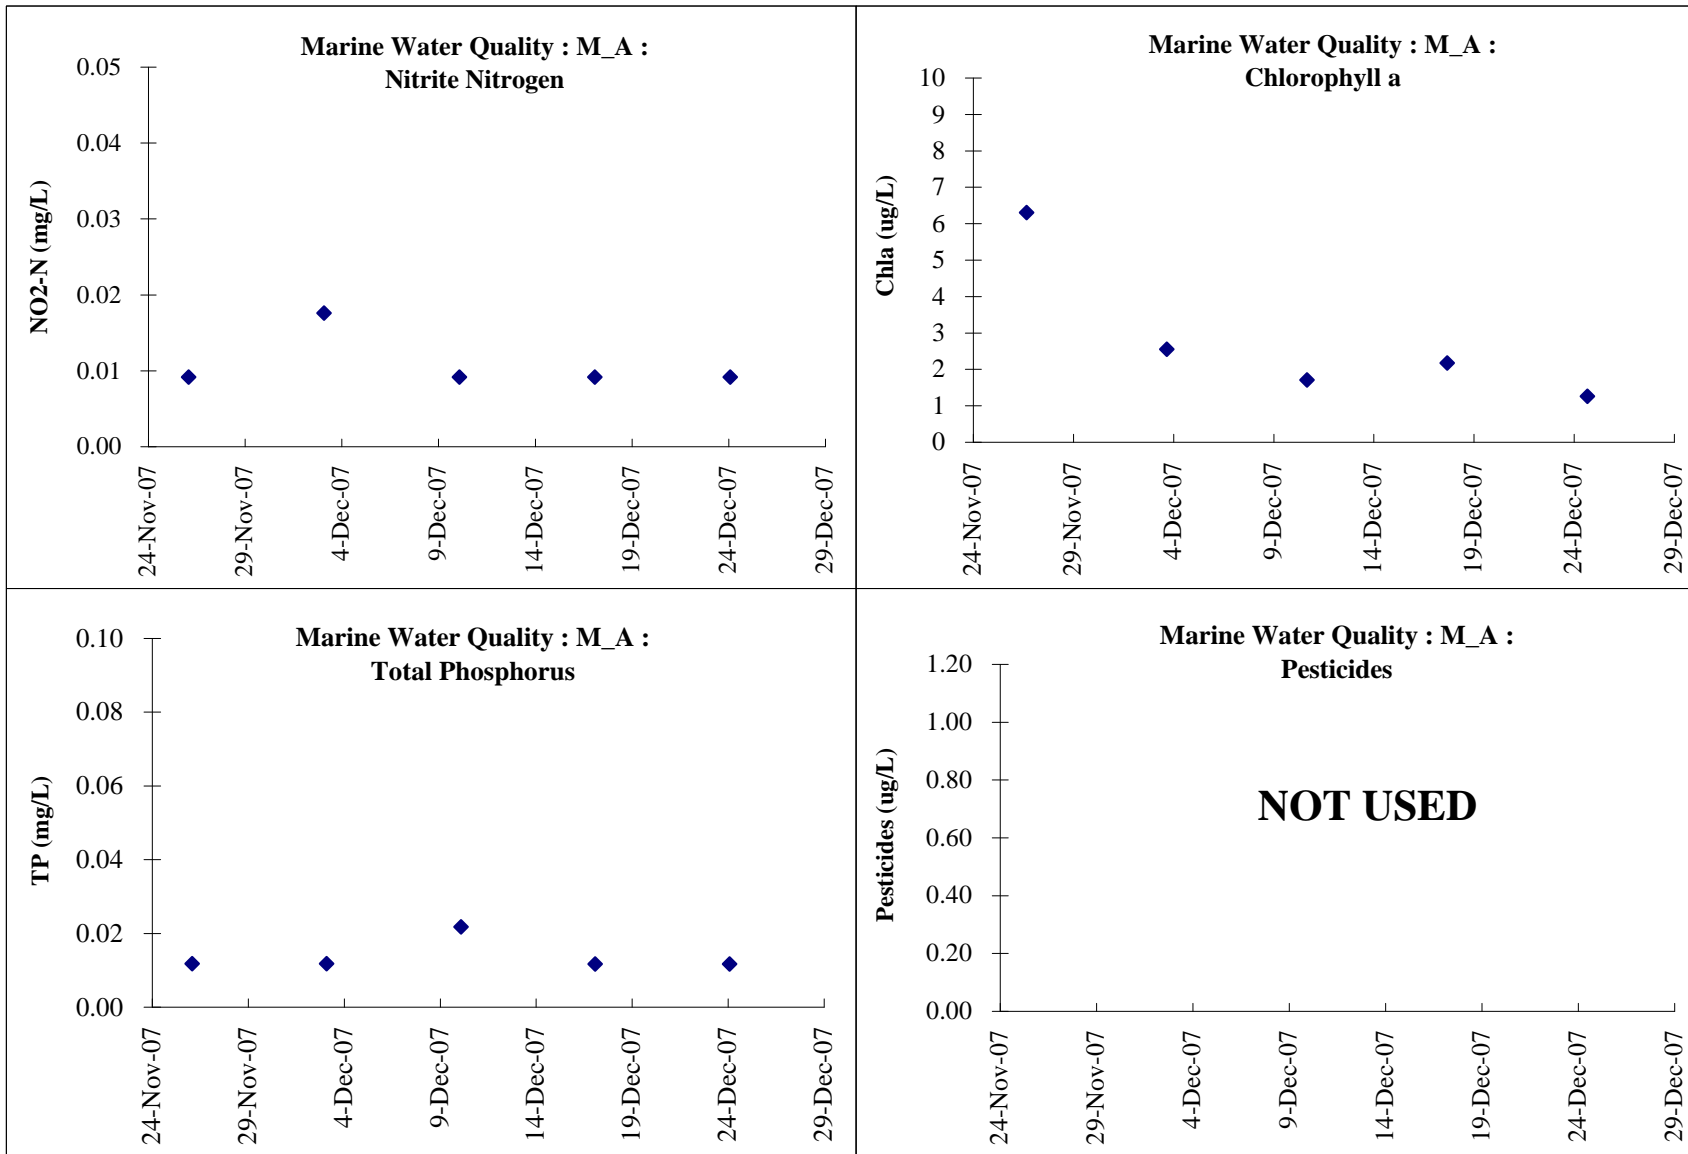 Marine Water Quality : M_A :
Nitrite Nitrogen
NO2-N (mg/L)
0.05
0.04
0.03
0.02
0.01
0.00
24-Nov-07
29-Nov-07
4-Dec-07
9-Dec-07
14-Dec-07
19-Dec-07
24-Dec-07
29-Dec-07
Marine Water Quality : M_A :
Chlorophyll a
Chla (ug/L)
10
9
8
7
6
5
4
3
2
1
0
24-Nov-07
29-Nov-07
4-Dec-07
9-Dec-07
14-Dec-07
19-Dec-07
24-Dec-07
29-Dec-07
Marine Water Quality : M_A :
Total Phosphorus
TP (mg/L)
0.10
0.08
0.06
0.04
0.02
0.00
24-Nov-07
29-Nov-07
4-Dec-07
9-Dec-07
14-Dec-07
19-Dec-07
24-Dec-07
29-Dec-07
Marine Water Quality : M_A :
Pesticides
Pesticides (ug/L)
1.20
1.00
0.80
0.60
0.40
0.20
0.00
NOT USED
24-Nov-07
29-Nov-07
4-Dec-07
9-Dec-07
14-Dec-07
19-Dec-07
24-Dec-07
29-Dec-07